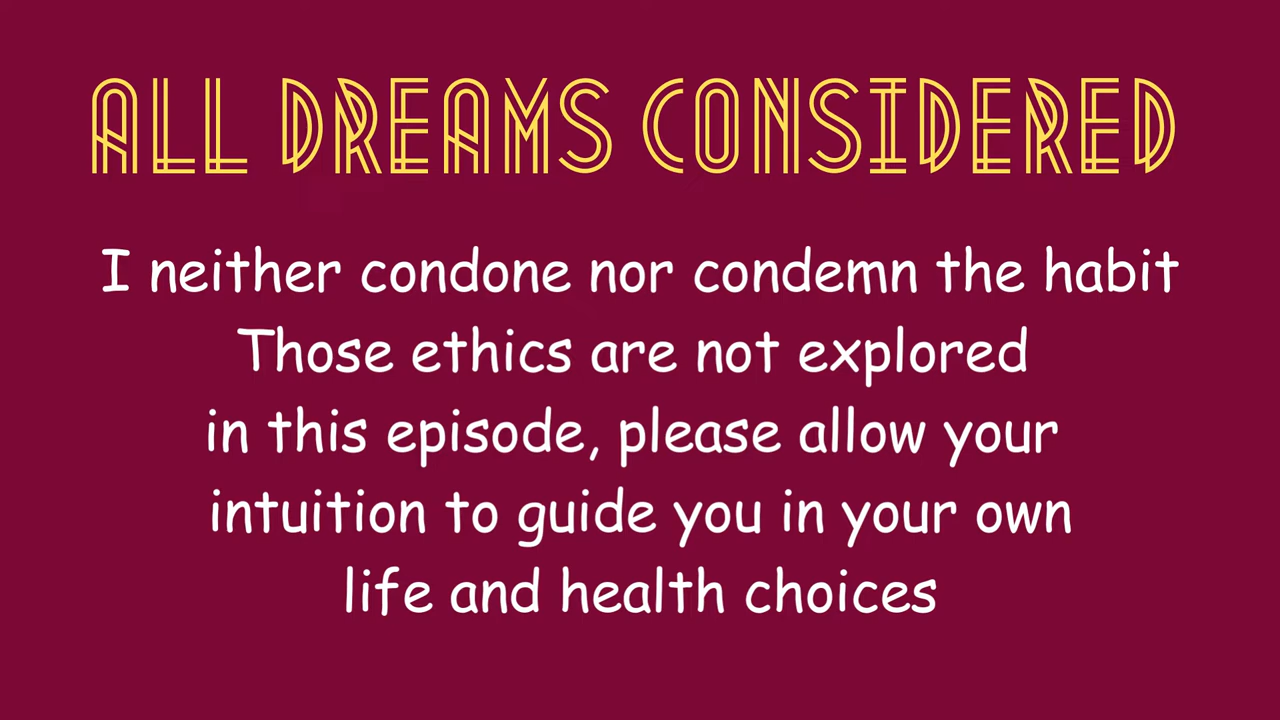 ALL DREAMS CONSIDERED
I neither condone nor condemn the habit
Those ethics are not explored
in this episode, please allow your
intuition to guide you in your own
life and health choices